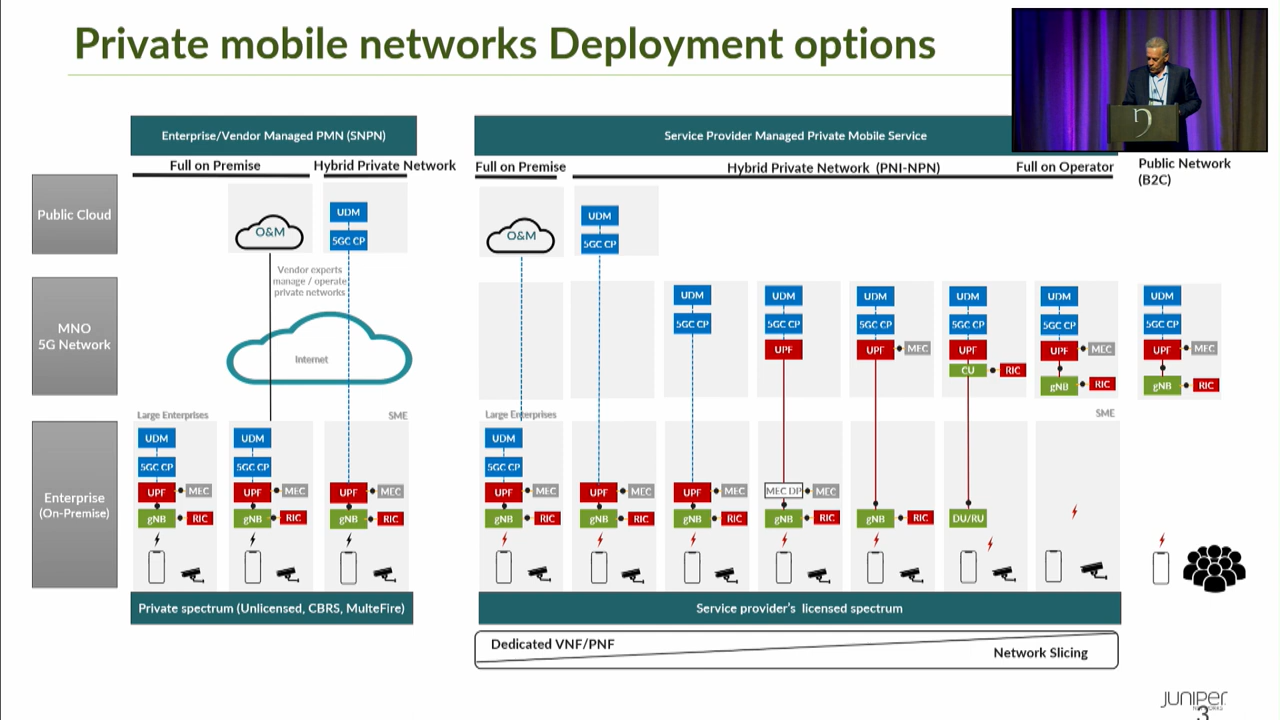 Private mobile networks Deployment options
Enterprise/Vendor Managed PMN (SNPN)
Service Provider Managed Private Mobile Service
Full on Premise
Hybrid Private Network
Full on Premise
Hybrid Private Network (PNI-NPN)
Full on Operator
Public Network
(B2C)
Public Cloud
O&M
UDM
5GC CP
O&M
UDM
5GC CP
Vendor experts
manage / operate
private networks
Internet
MNO
5G Network
UDM
5GC CP
UDM
5GC CP
UPF
UDM
5GC CP
UPF
MEC
UDM
5GC CP
UPF
CU
RIC
UDM
5GC CP
UPF
MEC
gNB
RIC
UDM
5GC CP
UPF
MEC
gNB
RIC
Large Enterprises
SME
Large Enterprises
SME
Enterprise
(On-Premise)
UDM
5GC CP
UPF
MEC
gNB
RIC
UDM
5GC CP
UPF
MEC
gNB
RIC
UPF
MEC
gNB
RIC
UDM
5GC CP
UPF
MEC
gNB
RIC
UPF
MEC
gNB
RIC
UPF
MEC
gNB
RIC
MEC DP
MEC
gNB
RIC
gNB
RIC
DU/RU
Private spectrum (Unlicensed, CBRS, MulteFire)
Service provider's licensed spectrum
Dedicated VNF/PNF
Network Slicing
JUNIPER
NETWORKS
3